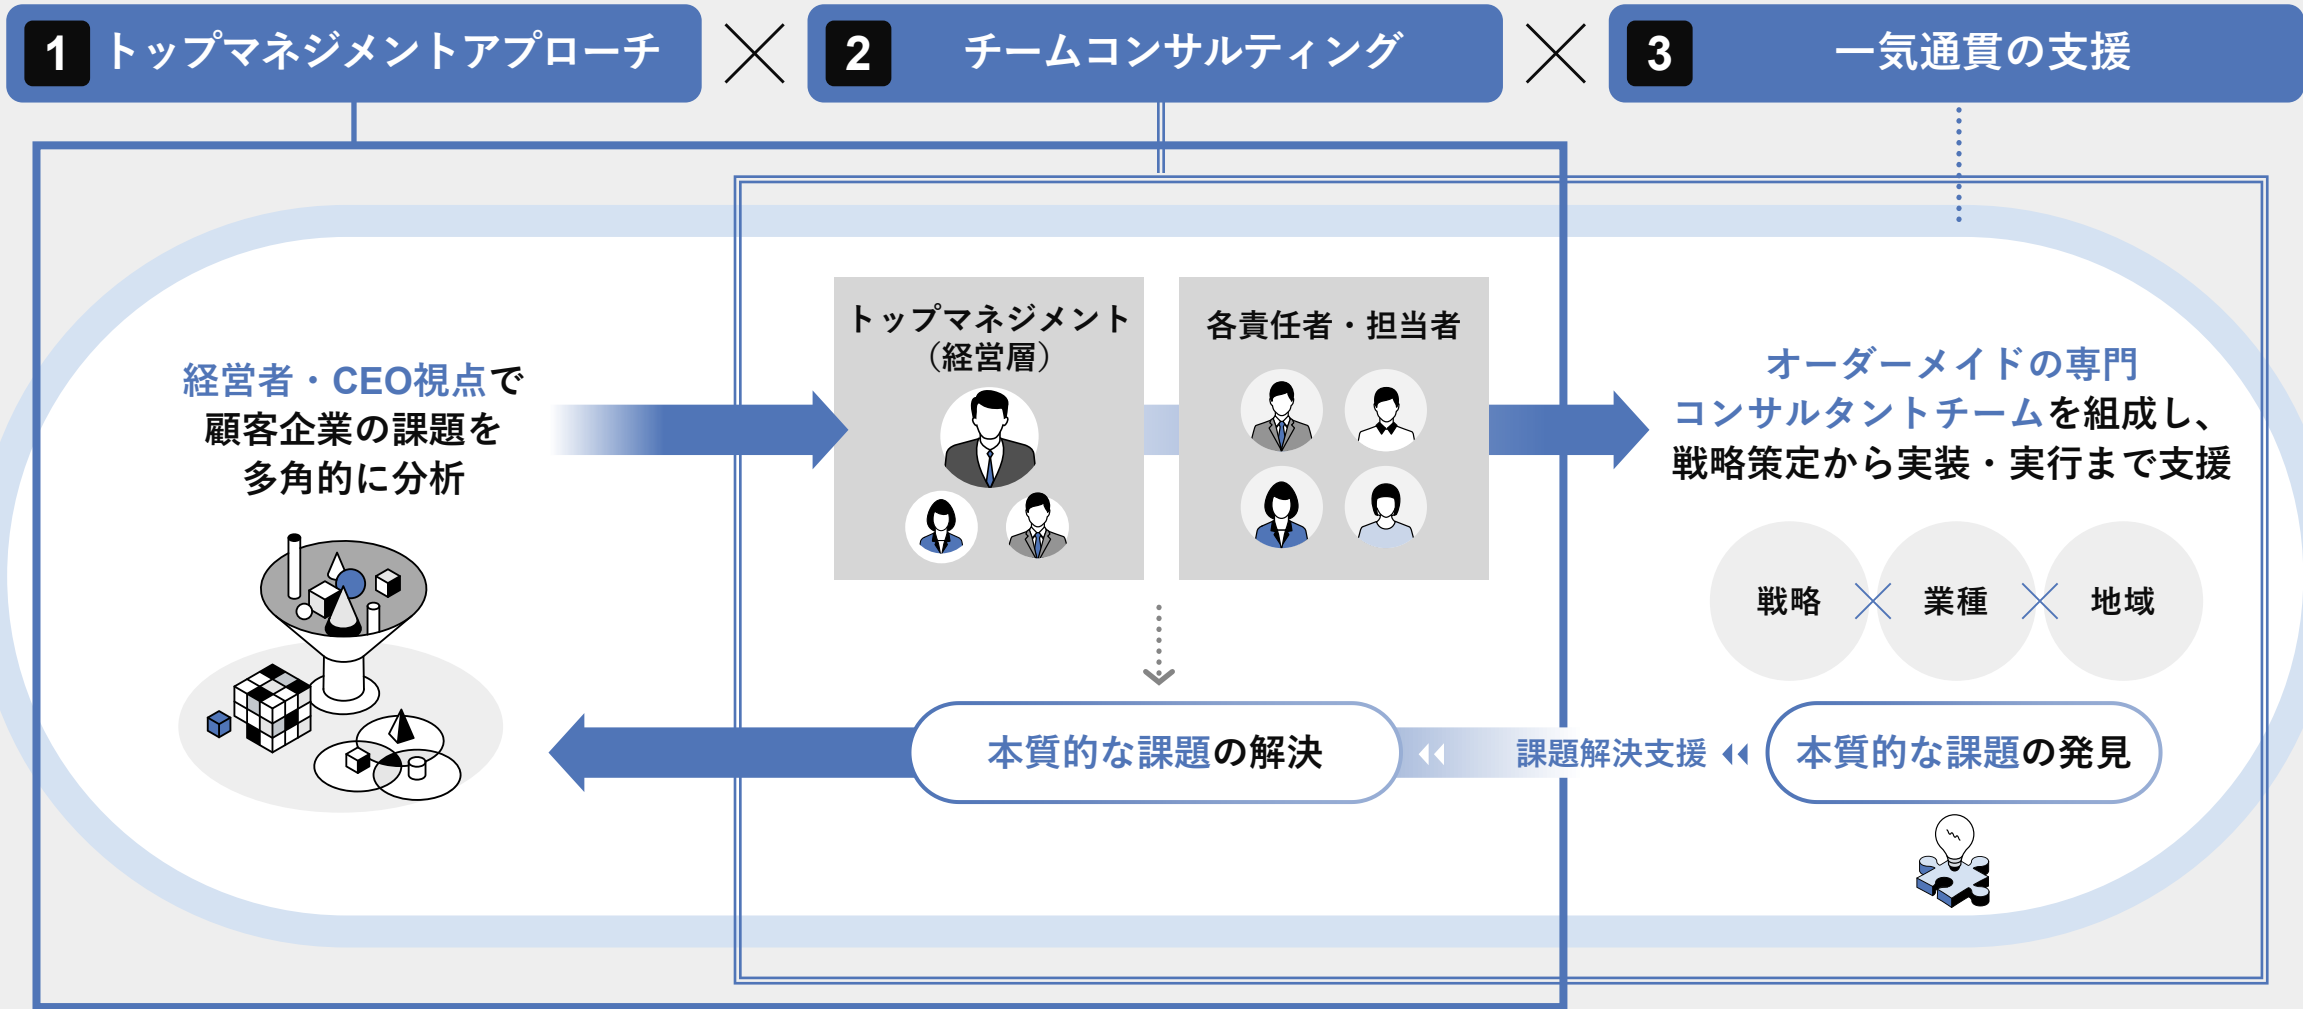 1 トップマネジメントアプローチ
2 チームコンサルティング
3 一気通貫の支援
経営者・CEO視点で
顧客企業の課題を
多角的に分析
トップマネジメント
（経営層）
各責任者・担当者
オーダーメイドの専門
コンサルタントチームを組成し、
戦略策定から実装・実行まで支援
戦略
業種
地域
本質的な課題の解決
課題解決支援
本質的な課題の発見